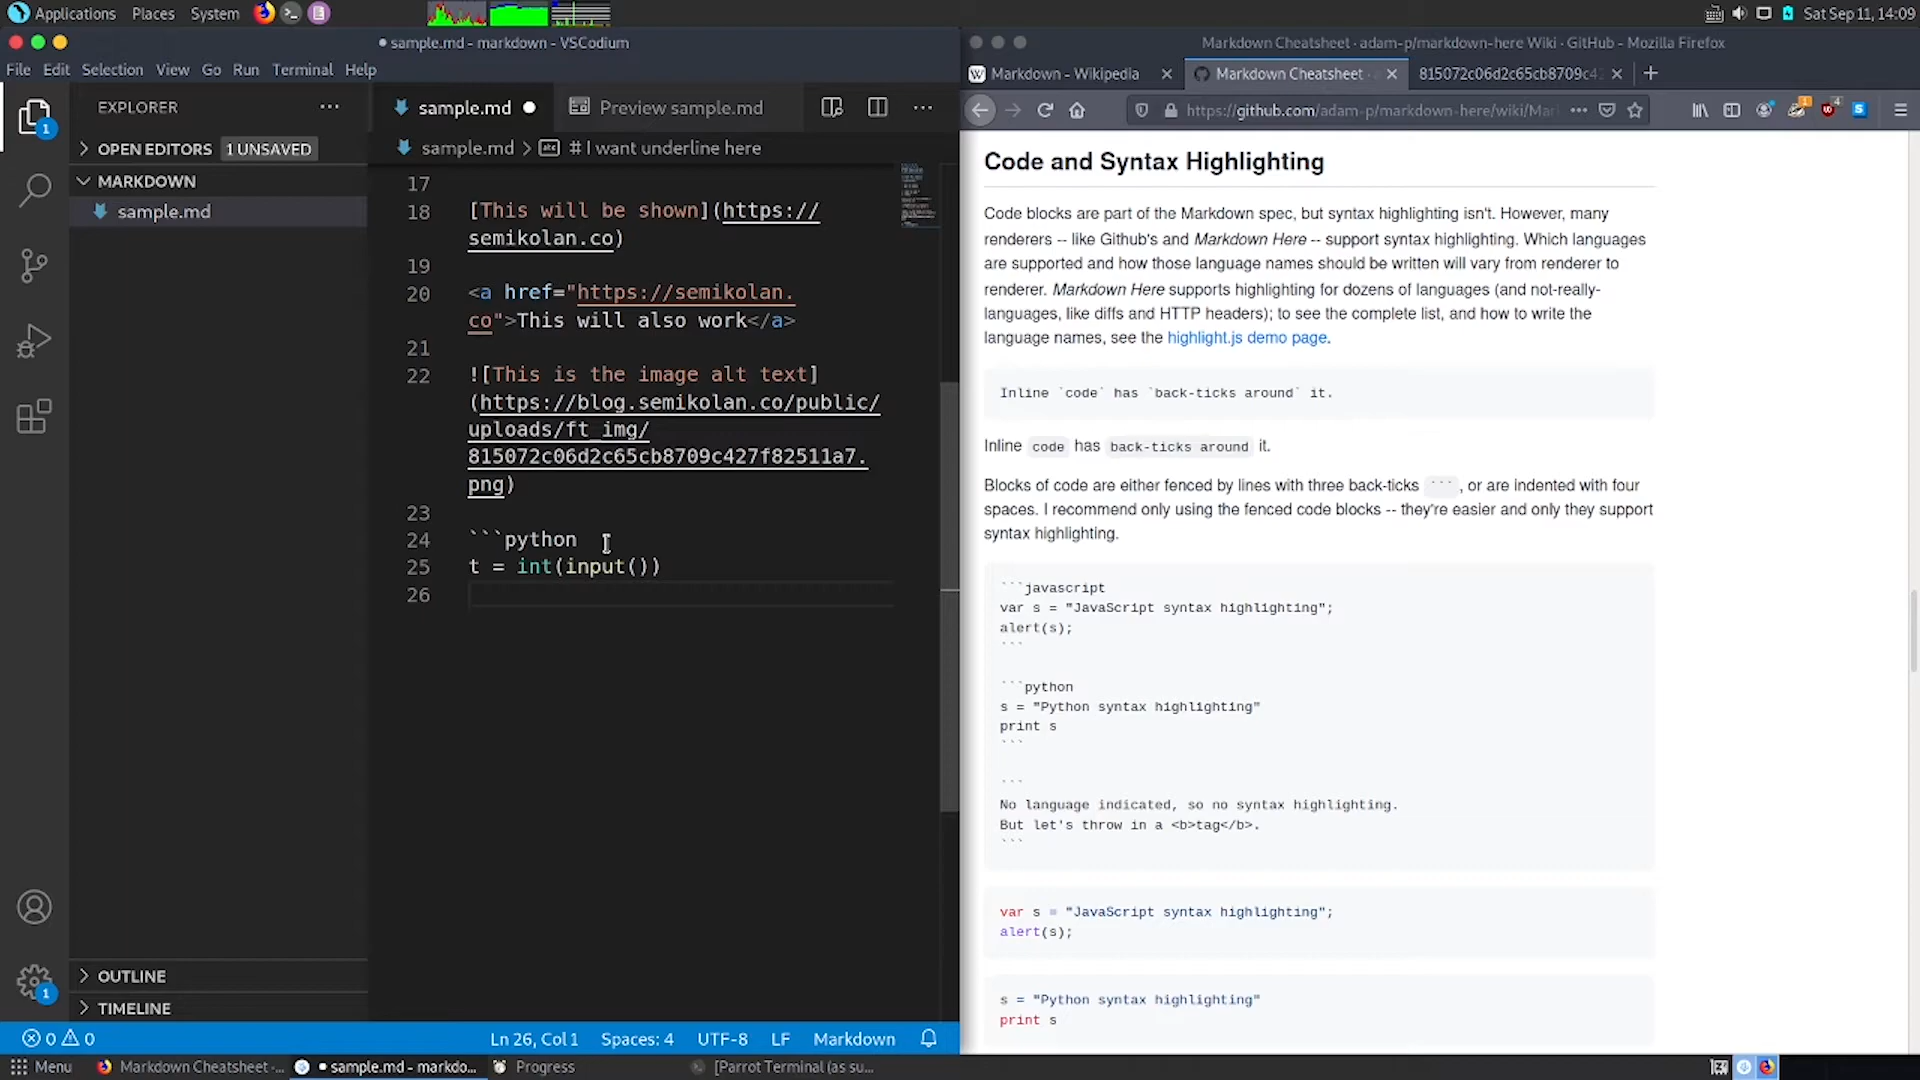 Applications Places System
Sat Sep 11, 14:09
● sample.md - markdown - VSCodium
File Edit Selection View Go Run Terminal Help
EXPLORER ···
sample.md ●
Preview sample.md
···
OPEN EDITORS 1 UNSAVED
MARKDOWN
sample.md
sample.md > # I want underline here
17
18 [This will be shown](https://
semikolan.co)
19
20 <a href="https://semikolan.
co">This will also work</a>
21
22 ![This is the image alt text]
(https://blog.semikolan.co/public/
uploads/ft_img/
815072c06d2c65cb8709c427f82511a7.
png)
23
24 ```python
25 t = int(input())
26
1
1
OUTLINE
TIMELINE
0 0 Ln 26, Col 1 Spaces: 4 UTF-8 LF Markdown
Markdown Cheatsheet · adam-p/markdown-here Wiki · GitHub - Mozilla Firefox
W Markdown - Wikipedia
Markdown Cheatsheet ·
815072c06d2c65cb8709c4
https://github.com/adam-p/markdown-here/wiki/Mar
Code and Syntax Highlighting
Code blocks are part of the Markdown spec, but syntax highlighting isn't. However, many
renderers -- like Github's and Markdown Here -- support syntax highlighting. Which languages
are supported and how those language names should be written will vary from renderer to
renderer. Markdown Here supports highlighting for dozens of languages (and not-really-
languages, like diffs and HTTP headers); to see the complete list, and how to write the
language names, see the highlight.js demo page.
Inline `code` has `back-ticks around` it.
Inline code has back-ticks around it.
Blocks of code are either fenced by lines with three back-ticks ```, or are indented with four
spaces. I recommend only using the fenced code blocks -- they're easier and only they support
syntax highlighting.
```javascript
var s = "JavaScript syntax highlighting";
alert(s);
```
```python
s = "Python syntax highlighting"
print s
```
```
No language indicated, so no syntax highlighting.
But let's throw in a <b>tag</b>.
```
var s = "JavaScript syntax highlighting";
alert(s);
s = "Python syntax highlighting"
print s
Menu
Markdown Cheatsheet ·...
● sample.md - markdo...
Progress
[Parrot Terminal (as su...